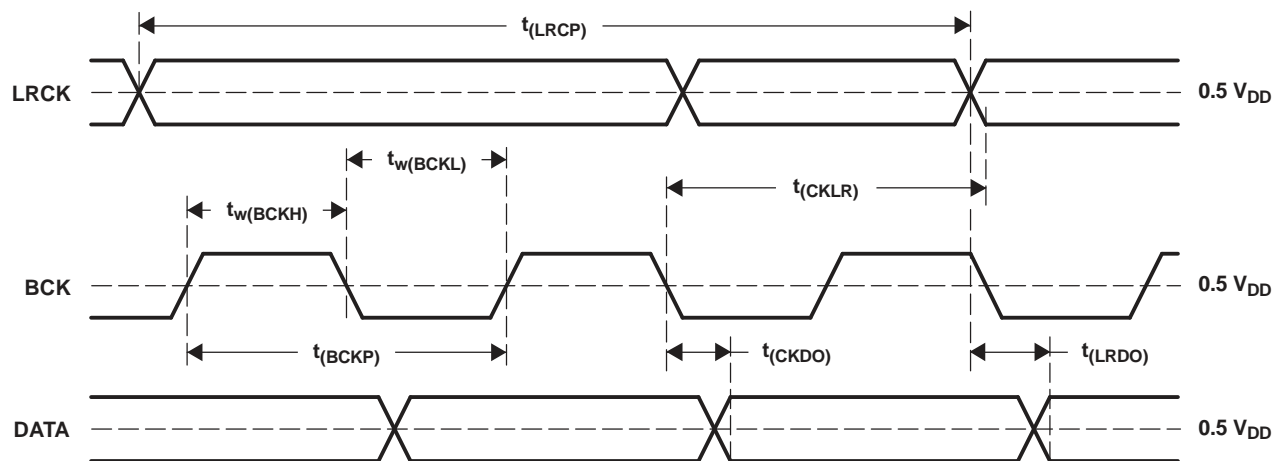 t(LRCP)
LRCK
0.5 VDD
tw(BCKL)
t(CKLR)
tw(BCKH)
BCK
0.5 VDD
t(BCKP)
t(CKDO)
t(LRDO)
DATA
0.5 VDD